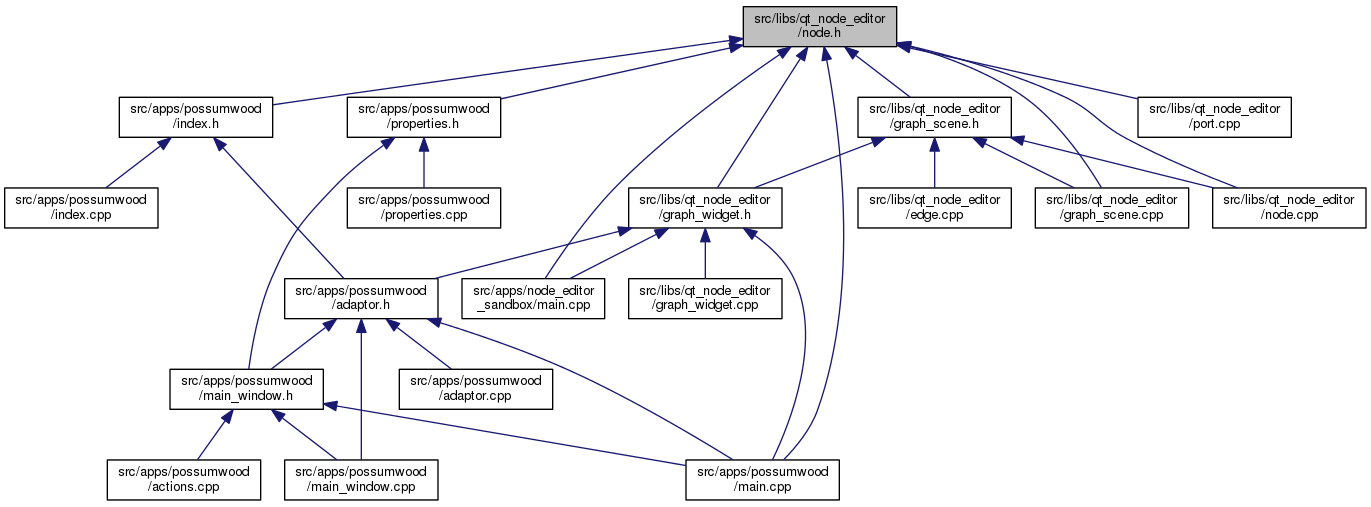 src/libs/qt_node_editor
/node.h
src/apps/possumwood
/index.h
src/apps/possumwood
/properties.h
src/libs/qt_node_editor
/graph_scene.h
src/libs/qt_node_editor
/port.cpp
src/apps/possumwood
/index.cpp
src/apps/possumwood
/properties.cpp
src/libs/qt_node_editor
/graph_widget.h
src/libs/qt_node_editor
/edge.cpp
src/libs/qt_node_editor
/graph_scene.cpp
src/libs/qt_node_editor
/node.cpp
src/apps/possumwood
/adaptor.h
src/apps/node_editor
_sandbox/main.cpp
src/libs/qt_node_editor
/graph_widget.cpp
src/apps/possumwood
/main_window.h
src/apps/possumwood
/adaptor.cpp
src/apps/possumwood
/actions.cpp
src/apps/possumwood
/main_window.cpp
src/apps/possumwood
/main.cpp